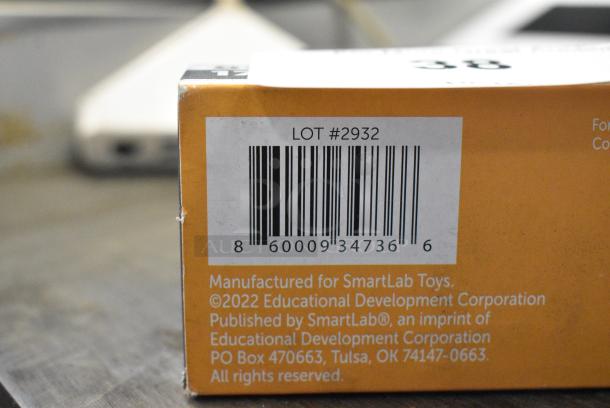 38
LOT #2932
8 60009 34736 6
Manufactured for SmartLab Toys.
©2022 Educational Development Corporation
Published by SmartLab®, an imprint of
Educational Development Corporation
PO Box 470663, Tulsa, OK 74147-0663.
All rights reserved.